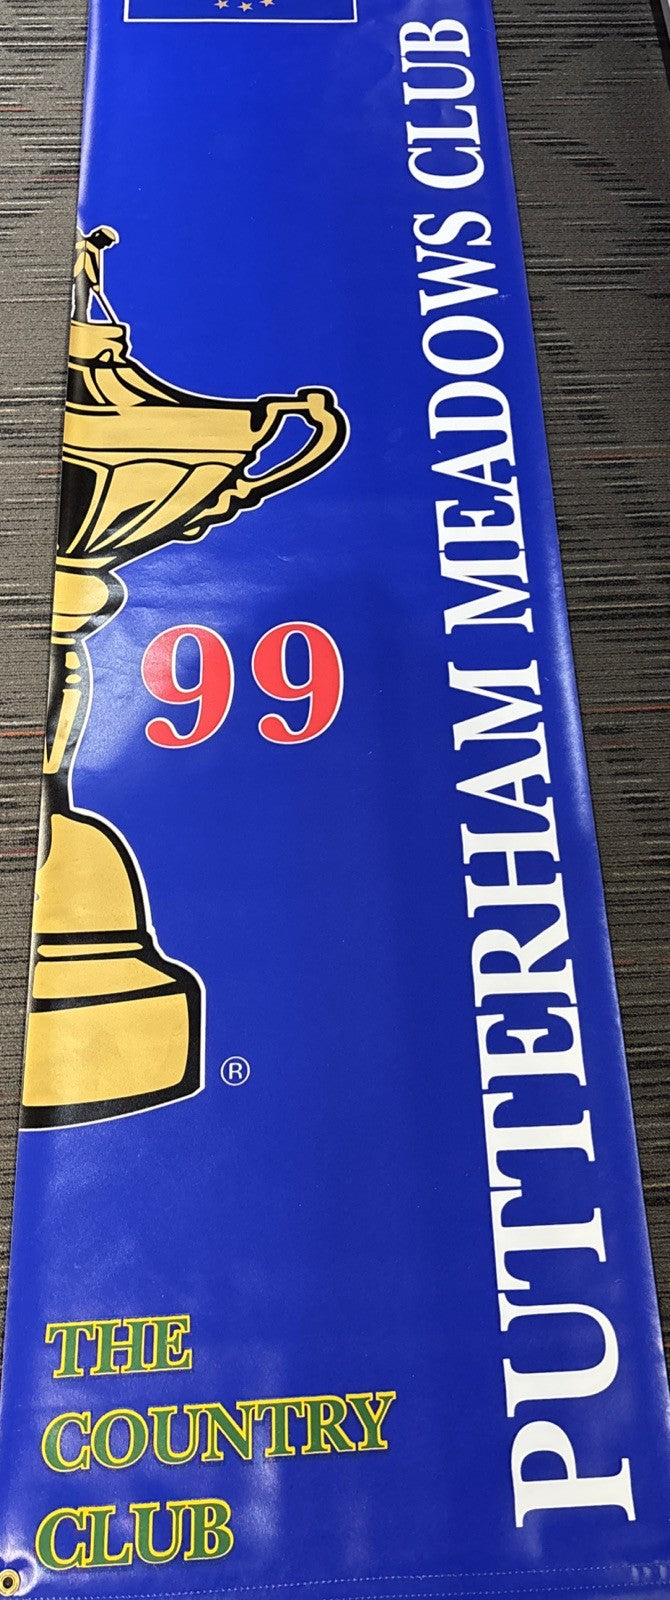 99
®
THE
COUNTRY
CLUB
PUTTERHAM MEADOWS CLUB